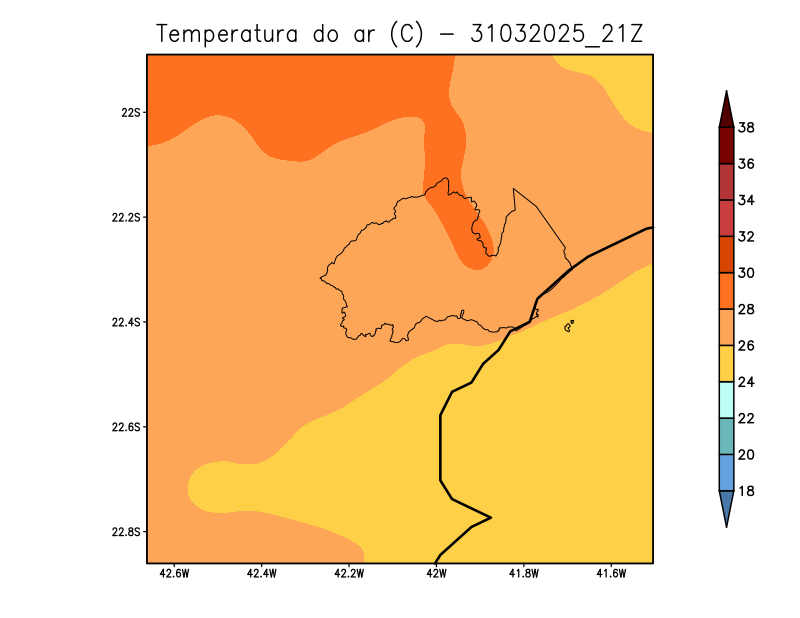 Temperatura do ar (C) - 31032025_21Z
22S
22.2S
22.4S
22.6S
22.8S
42.6W
42.4W
42.2W
42W
41.8W
41.6W
38
36
34
32
30
28
26
24
22
20
18